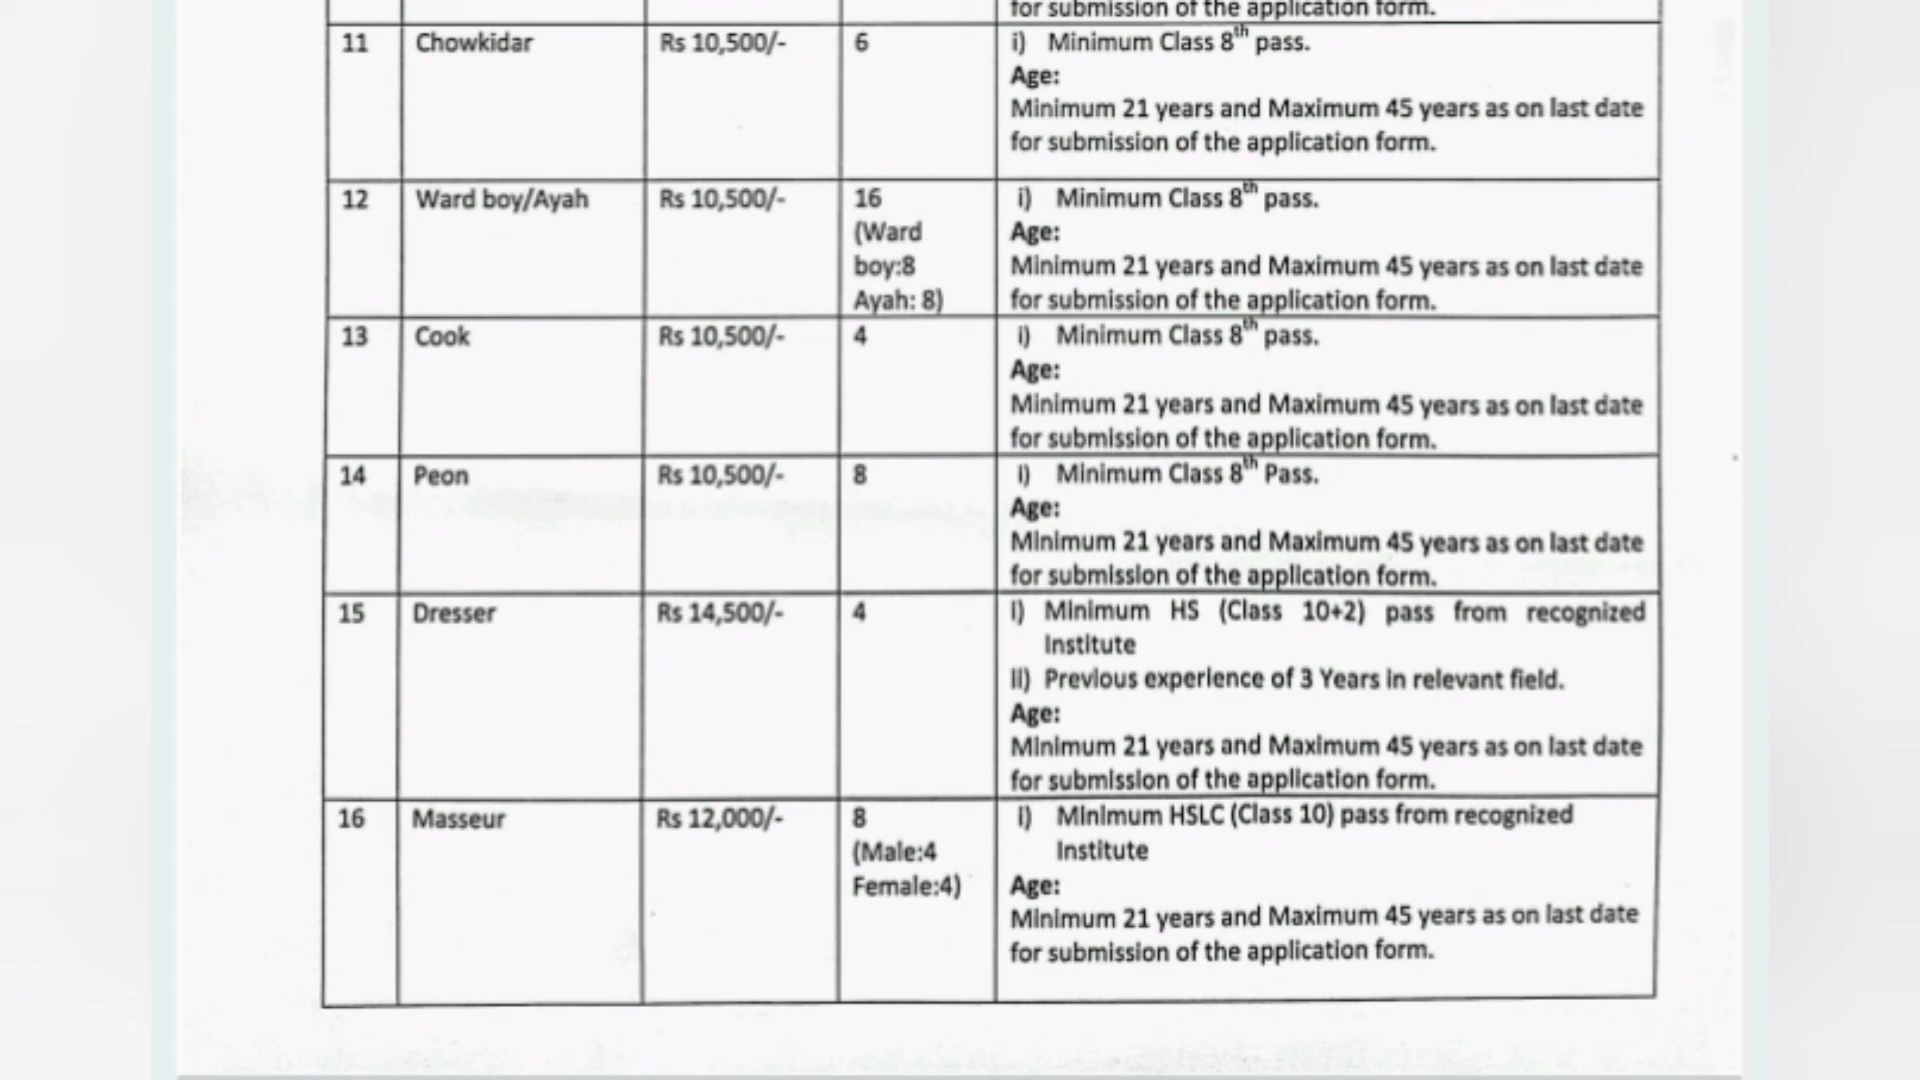 for submission of the application form.
11 Chowkidar Rs 10,500/- 6 i) Minimum Class 8th pass.
Age:
Minimum 21 years and Maximum 45 years as on last date
for submission of the application form.
12 Ward boy/Ayah Rs 10,500/- 16 i) Minimum Class 8th pass.
(Ward Age:
boy:8 Minimum 21 years and Maximum 45 years as on last date
Ayah: 8) for submission of the application form.
13 Cook Rs 10,500/- 4 i) Minimum Class 8th pass.
Age:
Minimum 21 years and Maximum 45 years as on last date
for submission of the application form.
14 Peon Rs 10,500/- 8 i) Minimum Class 8th Pass.
Age:
Minimum 21 years and Maximum 45 years as on last date
for submission of the application form.
15 Dresser Rs 14,500/- 4 i) Minimum HS (Class 10+2) pass from recognized
Institute
ii) Previous experience of 3 Years in relevant field.
Age:
Minimum 21 years and Maximum 45 years as on last date
for submission of the application form.
16 Masseur Rs 12,000/- 8 i) Minimum HSLC (Class 10) pass from recognized
(Male:4 Institute
Female:4) Age:
Minimum 21 years and Maximum 45 years as on last date
for submission of the application form.